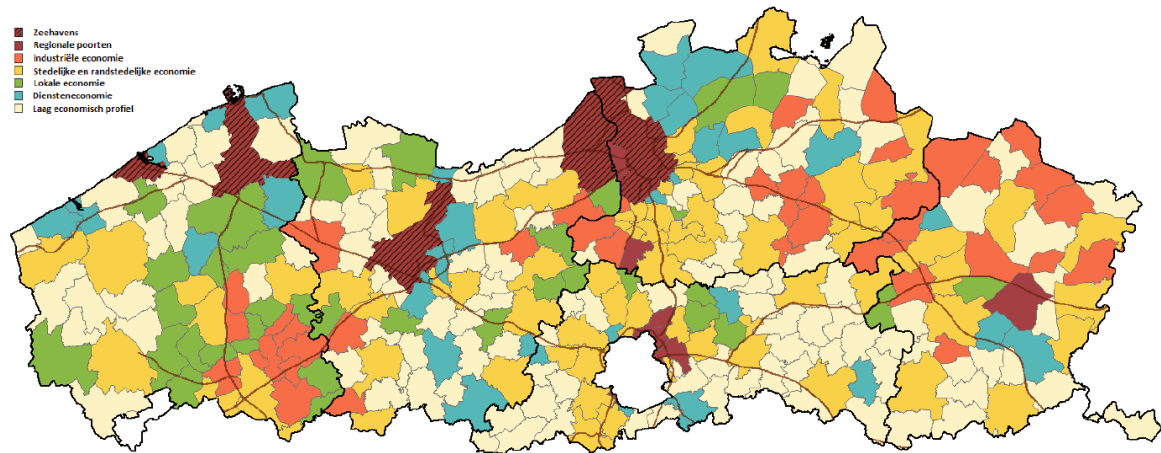 Zeehavens
Regionale poorten
Industriële economie
Stedelijke en randstedelijke economie
Lokale economie
Diensteneconomie
Laag economisch profiel